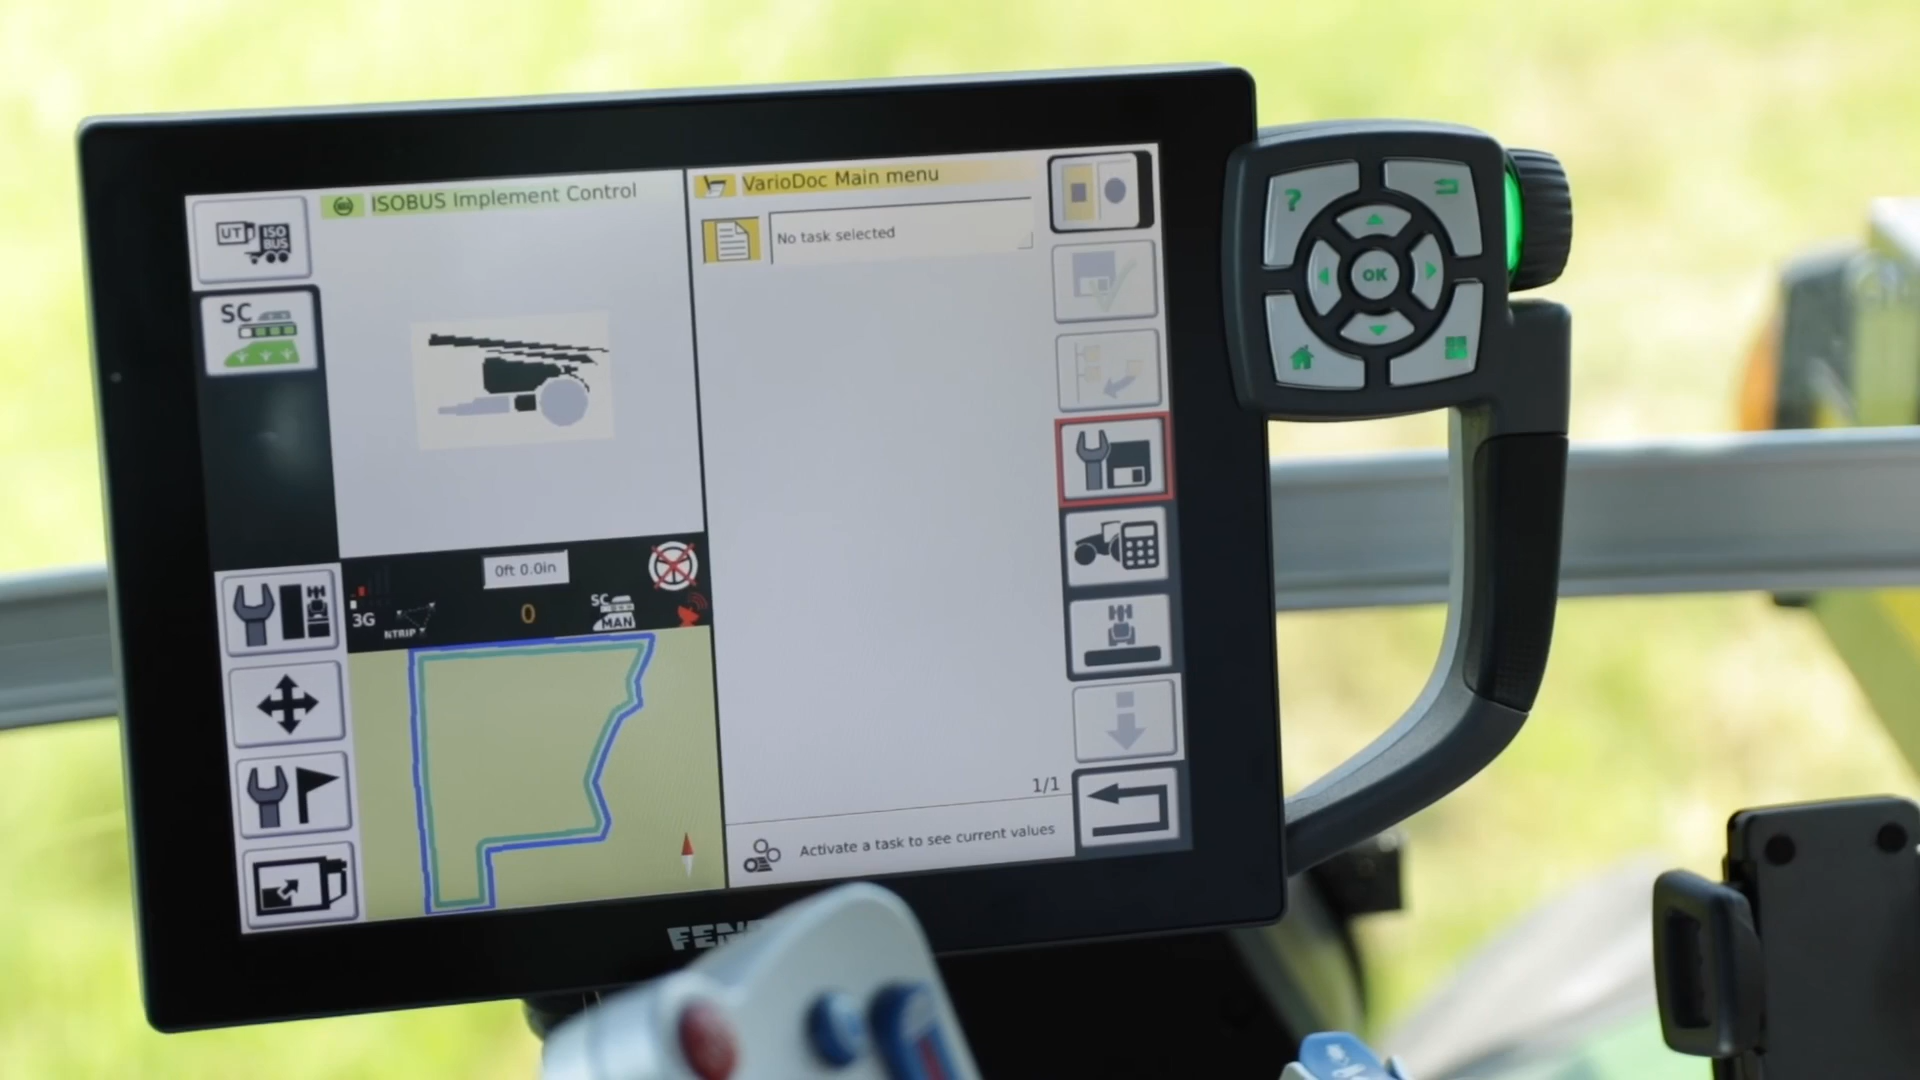 UT ISO BUS
ISOBUS Implement Control
VarioDoc Main menu
?
SC
No task selected
OK
0ft 0.0in
3G
NTRIP
0
SC
MAN
1/1
Activate a task to see current values